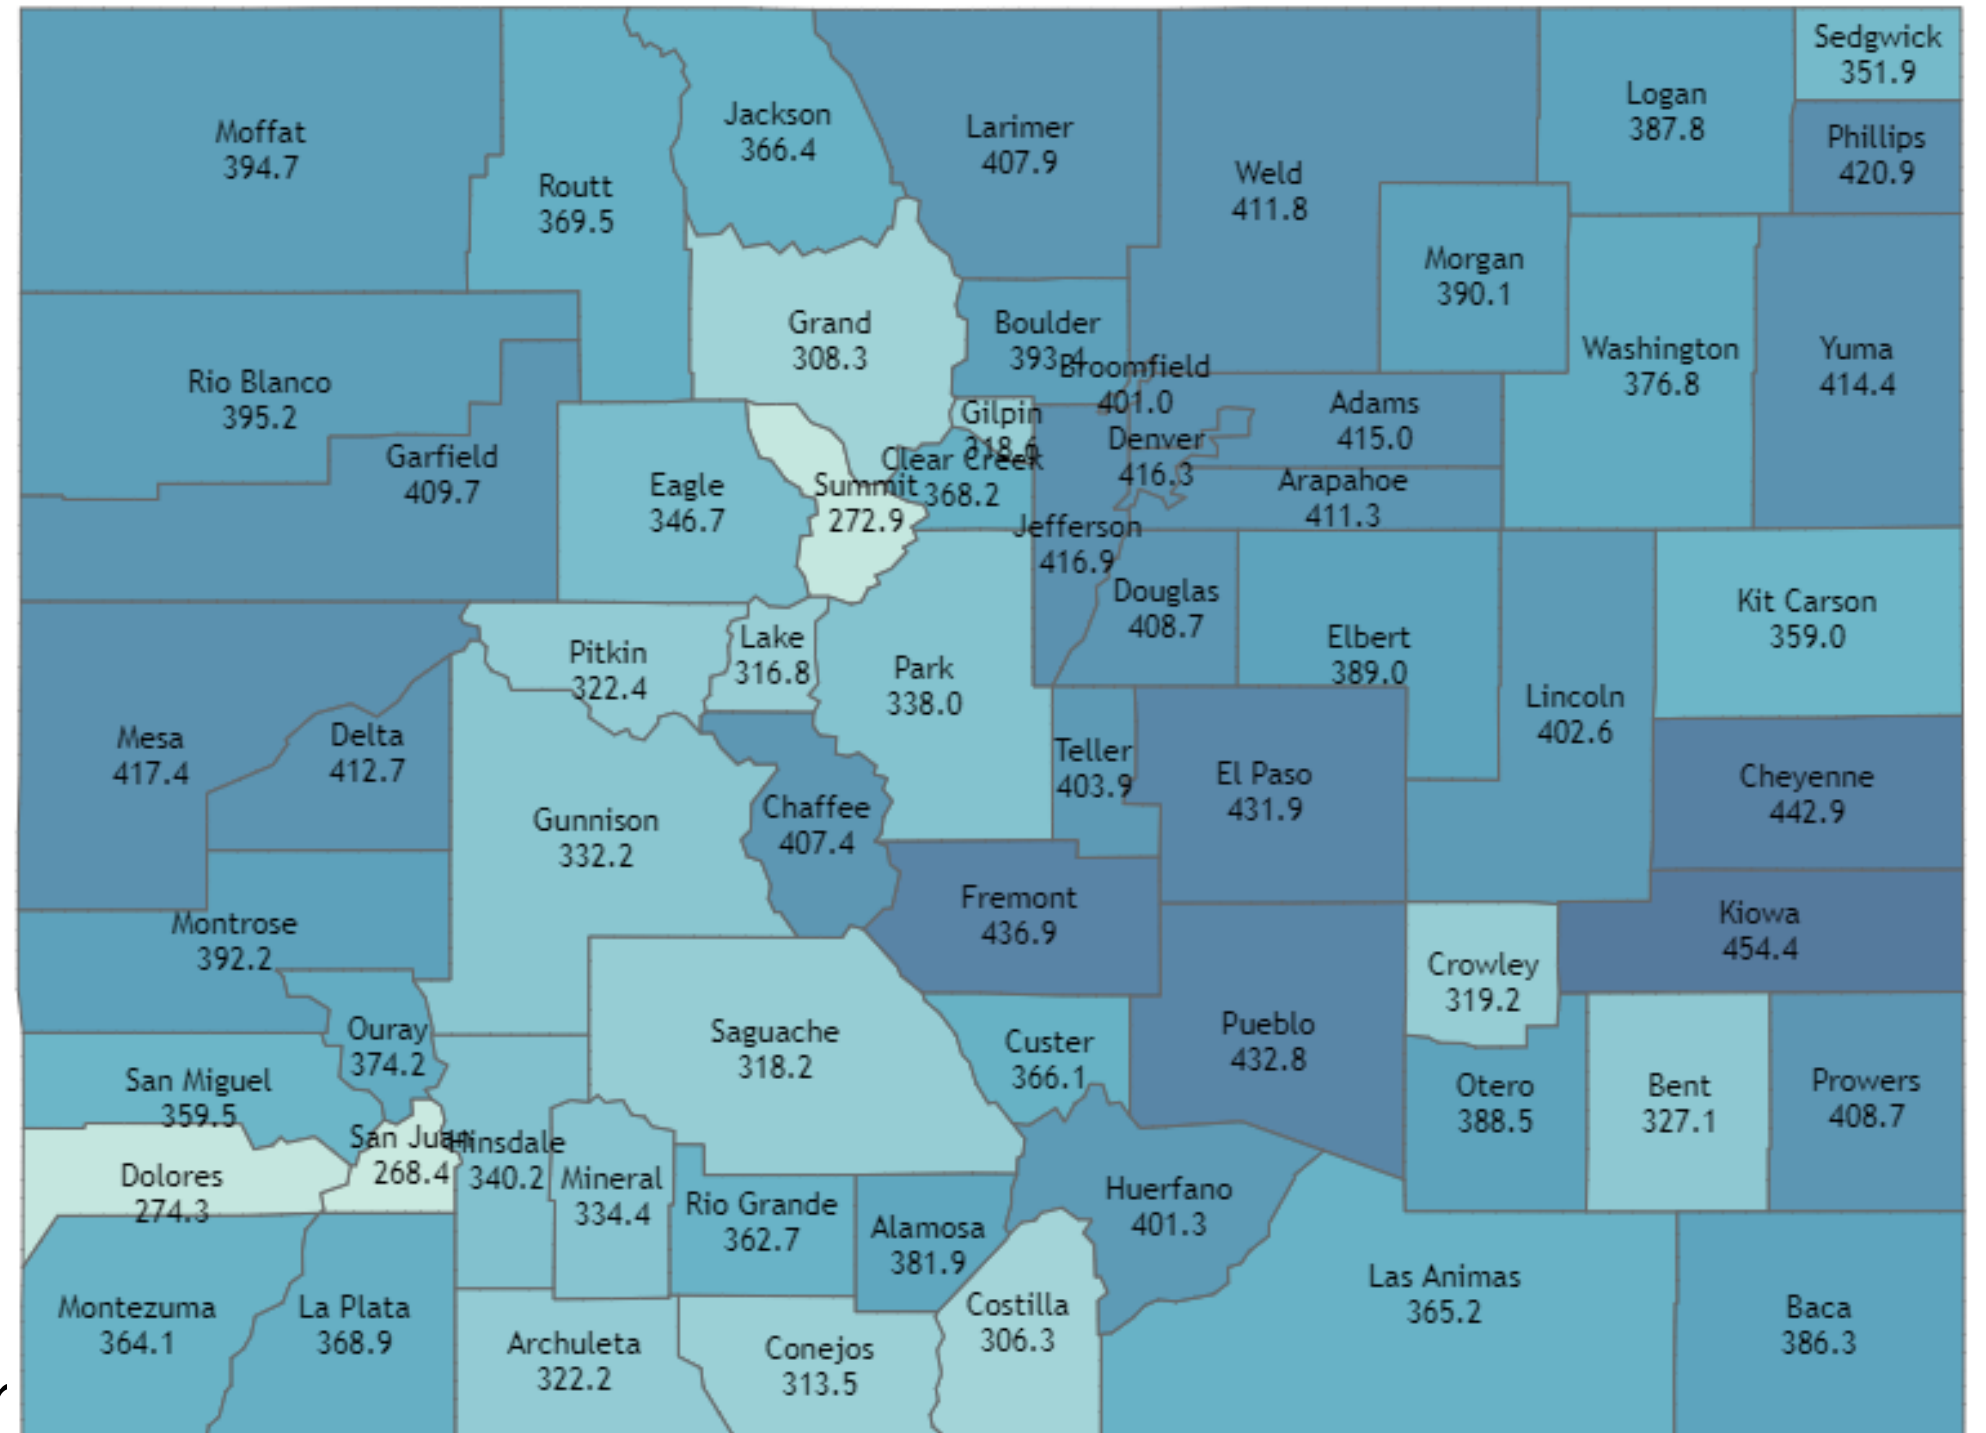 Sedgwick
351.9
Logan
387.8
Moffat
394.7
Jackson
366.4
Larimer
407.9
Phillips
420.9
Routt
369.5
Weld
411.8
Morgan
390.1
Grand
308.3
Boulder
393.4
Washington
376.8
Yuma
414.4
Rio Blanco
395.2
Broomfield
401.0
Gilpin
318.6
Adams
415.0
Garfield
409.7
Denver
416.3
Clear Creek
368.2
Eagle
346.7
Summit
272.9
Arapahoe
411.3
Jefferson
416.9
Douglas
408.7
Kit Carson
359.0
Elbert
389.0
Pitkin
322.4
Lake
316.8
Park
338.0
Lincoln
402.6
Mesa
417.4
Delta
412.7
Teller
403.9
El Paso
431.9
Cheyenne
442.9
Gunnison
332.2
Chaffee
407.4
Fremont
436.9
Kiowa
454.4
Montrose
392.2
Crowley
319.2
Ouray
374.2
Saguache
318.2
Custer
366.1
Pueblo
432.8
San Miguel
359.5
Otero
388.5
Bent
327.1
Prowers
408.7
San Juan
268.4
Hinsdale
340.2
Dolores
274.3
Mineral
334.4
Rio Grande
362.7
Alamosa
381.9
Huerfano
401.3
Las Animas
365.2
Montezuma
364.1
La Plata
368.9
Costilla
306.3
Baca
386.3
Archuleta
322.2
Conejos
313.5